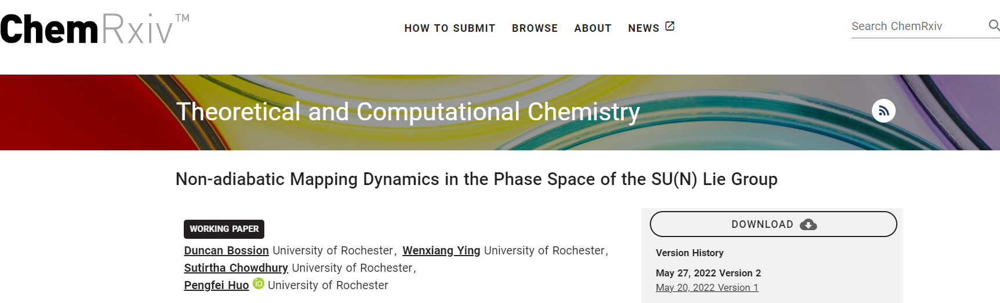 ChemRxiv™
HOW TO SUBMIT BROWSE ABOUT NEWS
Search ChemRxiv
Theoretical and Computational Chemistry
Non-adiabatic Mapping Dynamics in the Phase Space of the SU(N) Lie Group
WORKING PAPER
Duncan Bossion University of Rochester, Wenxiang Ying University of Rochester,
Sutirtha Chowdhury University of Rochester,
Pengfei Huo iD University of Rochester
DOWNLOAD
Version History
May 27, 2022 Version 2
May 20, 2022 Version 1